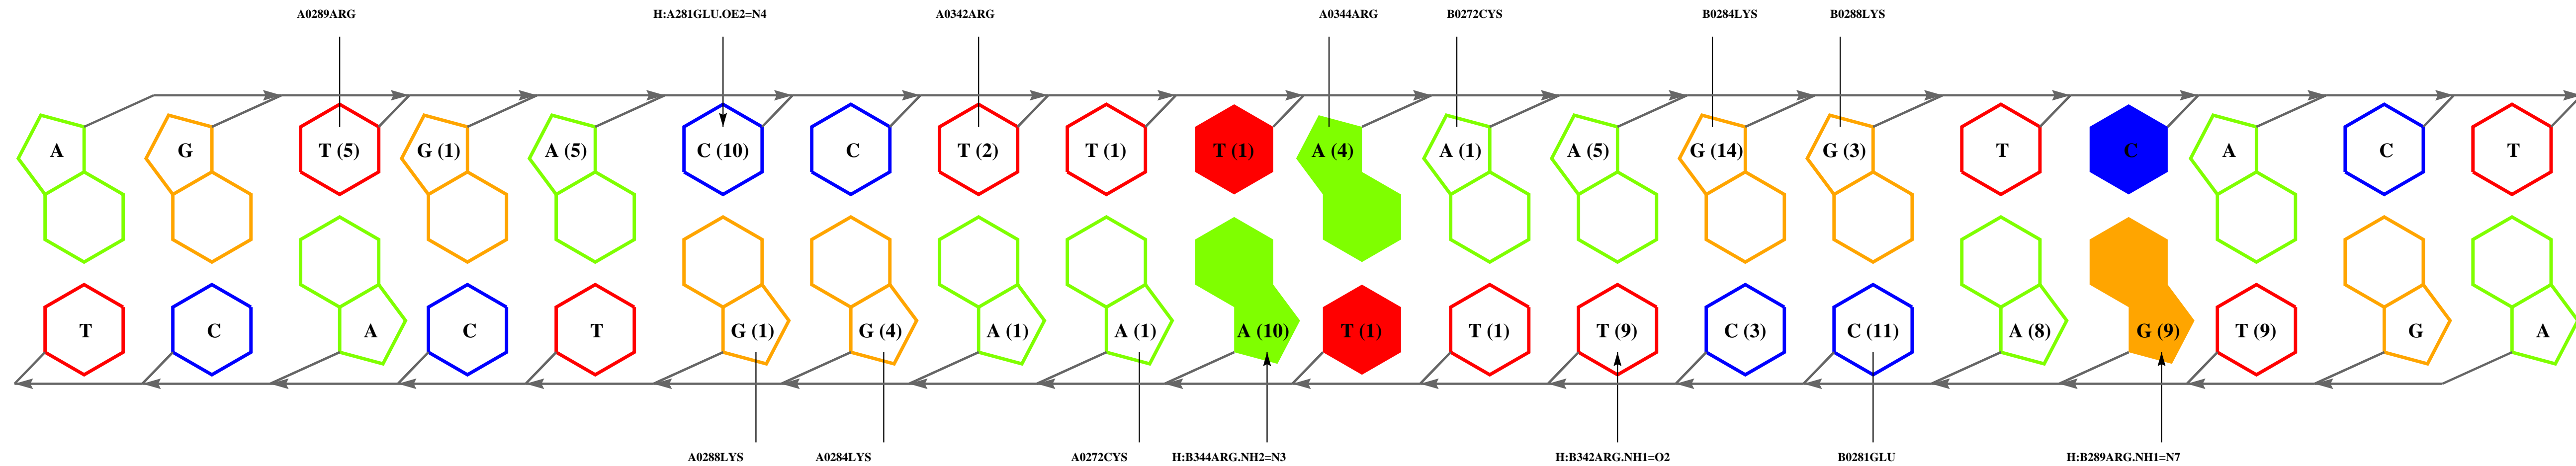 A0289ARG H:A281GLU.OE2=N4 A0342ARG A0344ARG B0272CYS B0284LYS B0288LYS
A G T (5) G (1) A (5) C (10) C T (2) T (1) T (1) A (4) A (1) A (5) G (14) G (3) T C A C T
T C A C T G (1) G (4) A (1) A (1) A (10) T (1) T (1) T (9) C (3) C (11) A (8) G (9) T (9) G A
A0288LYS A0284LYS A0272CYS H:B344ARG.NH2=N3 H:B342ARG.NH1=O2 B0281GLU H:B289ARG.NH1=N7